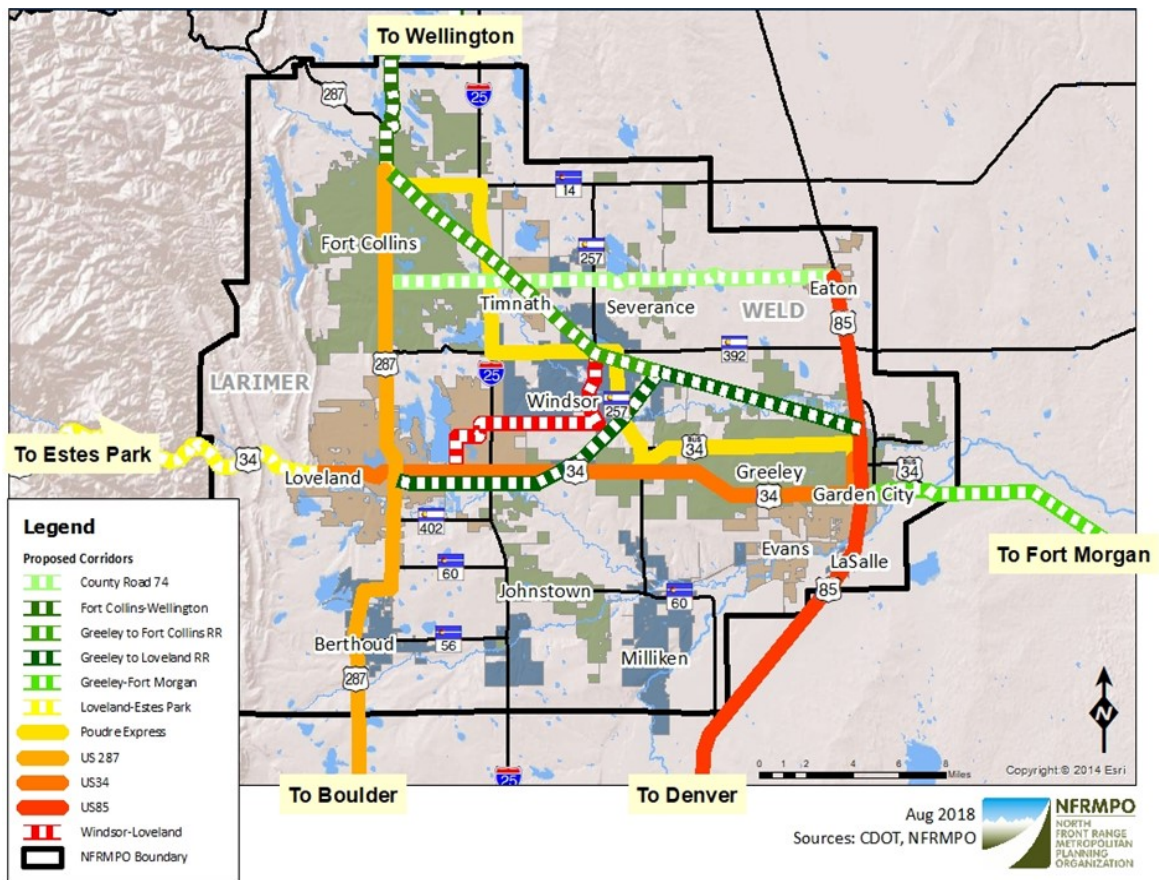 To Wellington
287
25
14
Fort Collins
257
Timnath
Severance
Eaton
WELD
85
392
287
25
LARIMER
Windsor
257
To Estes Park
34
BUS
34
Loveland
34
Greeley
BUS
34
34
Garden City
402
Evans
LaSalle
To Fort Morgan
60
Johnstown
60
85
Berthoud
56
Milliken
287
N
25
0 1 2 4 6 8
Miles
Copyright:© 2014 Esri
To Boulder
To Denver
Legend
Proposed Corridors
County Road 74
Fort Collins-Wellington
Greeley to Fort Collins RR
Greeley to Loveland RR
Greeley-Fort Morgan
Loveland-Estes Park
Poudre Express
US 287
US34
US85
Windsor-Loveland
NFRMPO Boundary
Aug 2018
Sources: CDOT, NFRMPO
NFRMPO
NORTH
FRONT RANGE
METROPOLITAN
PLANNING
ORGANIZATION